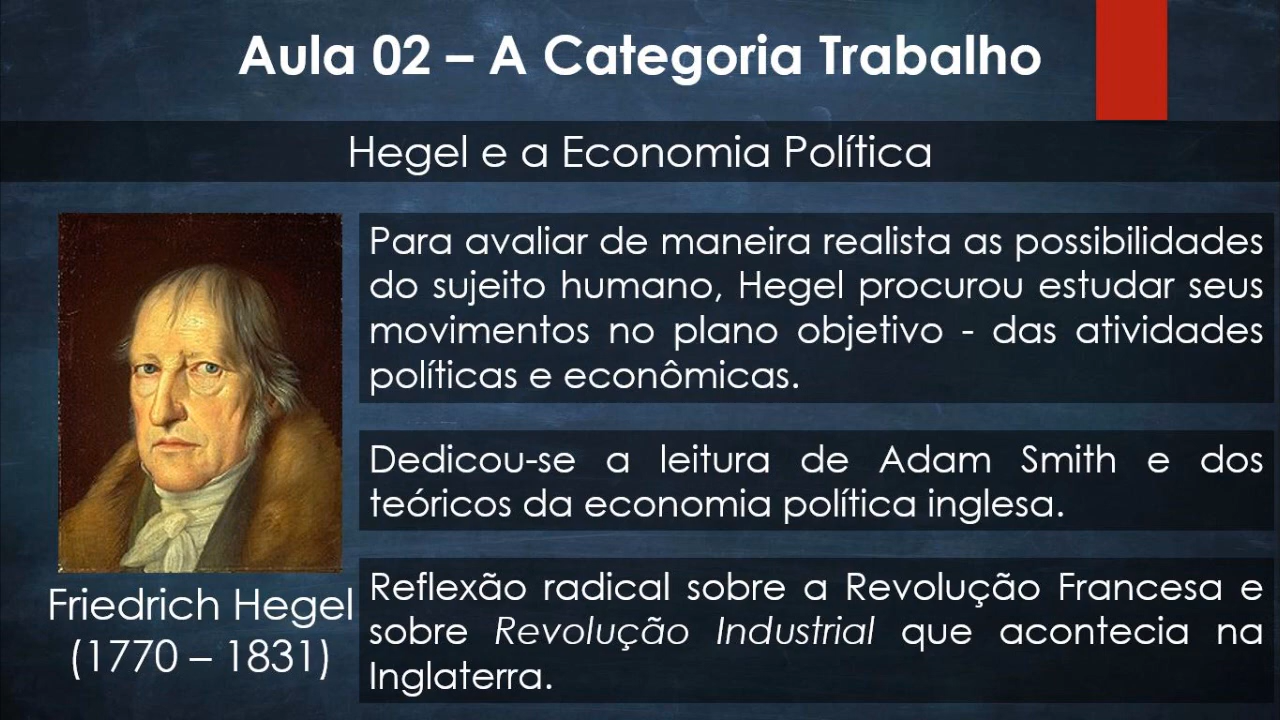 Aula 02 – A Categoria Trabalho
Hegel e a Economia Política
Para avaliar de maneira realista as possibilidades
do sujeito humano, Hegel procurou estudar seus
movimentos no plano objetivo - das atividades
políticas e econômicas.
Dedicou-se a leitura de Adam Smith e dos
teóricos da economia política inglesa.
Reflexão radical sobre a Revolução Francesa e
sobre Revolução Industrial que acontecia na
Inglaterra.
Friedrich Hegel
(1770 – 1831)